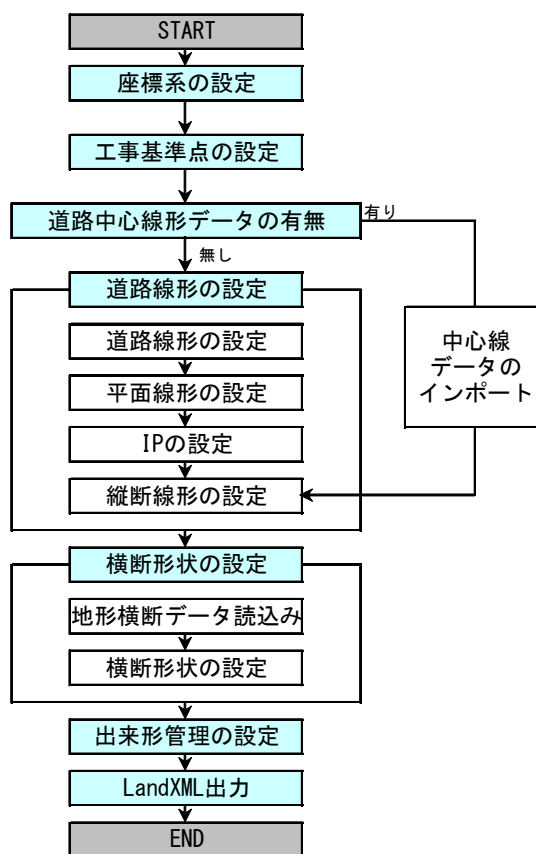 START
座標系の設定
工事基準点の設定
道路中心線形データの有無
有り
無し
道路線形の設定
道路線形の設定
平面線形の設定
IPの設定
縦断線形の設定
中心線
データの
インポート
横断形状の設定
地形横断データ読込み
横断形状の設定
出来形管理の設定
LandXML出力
END